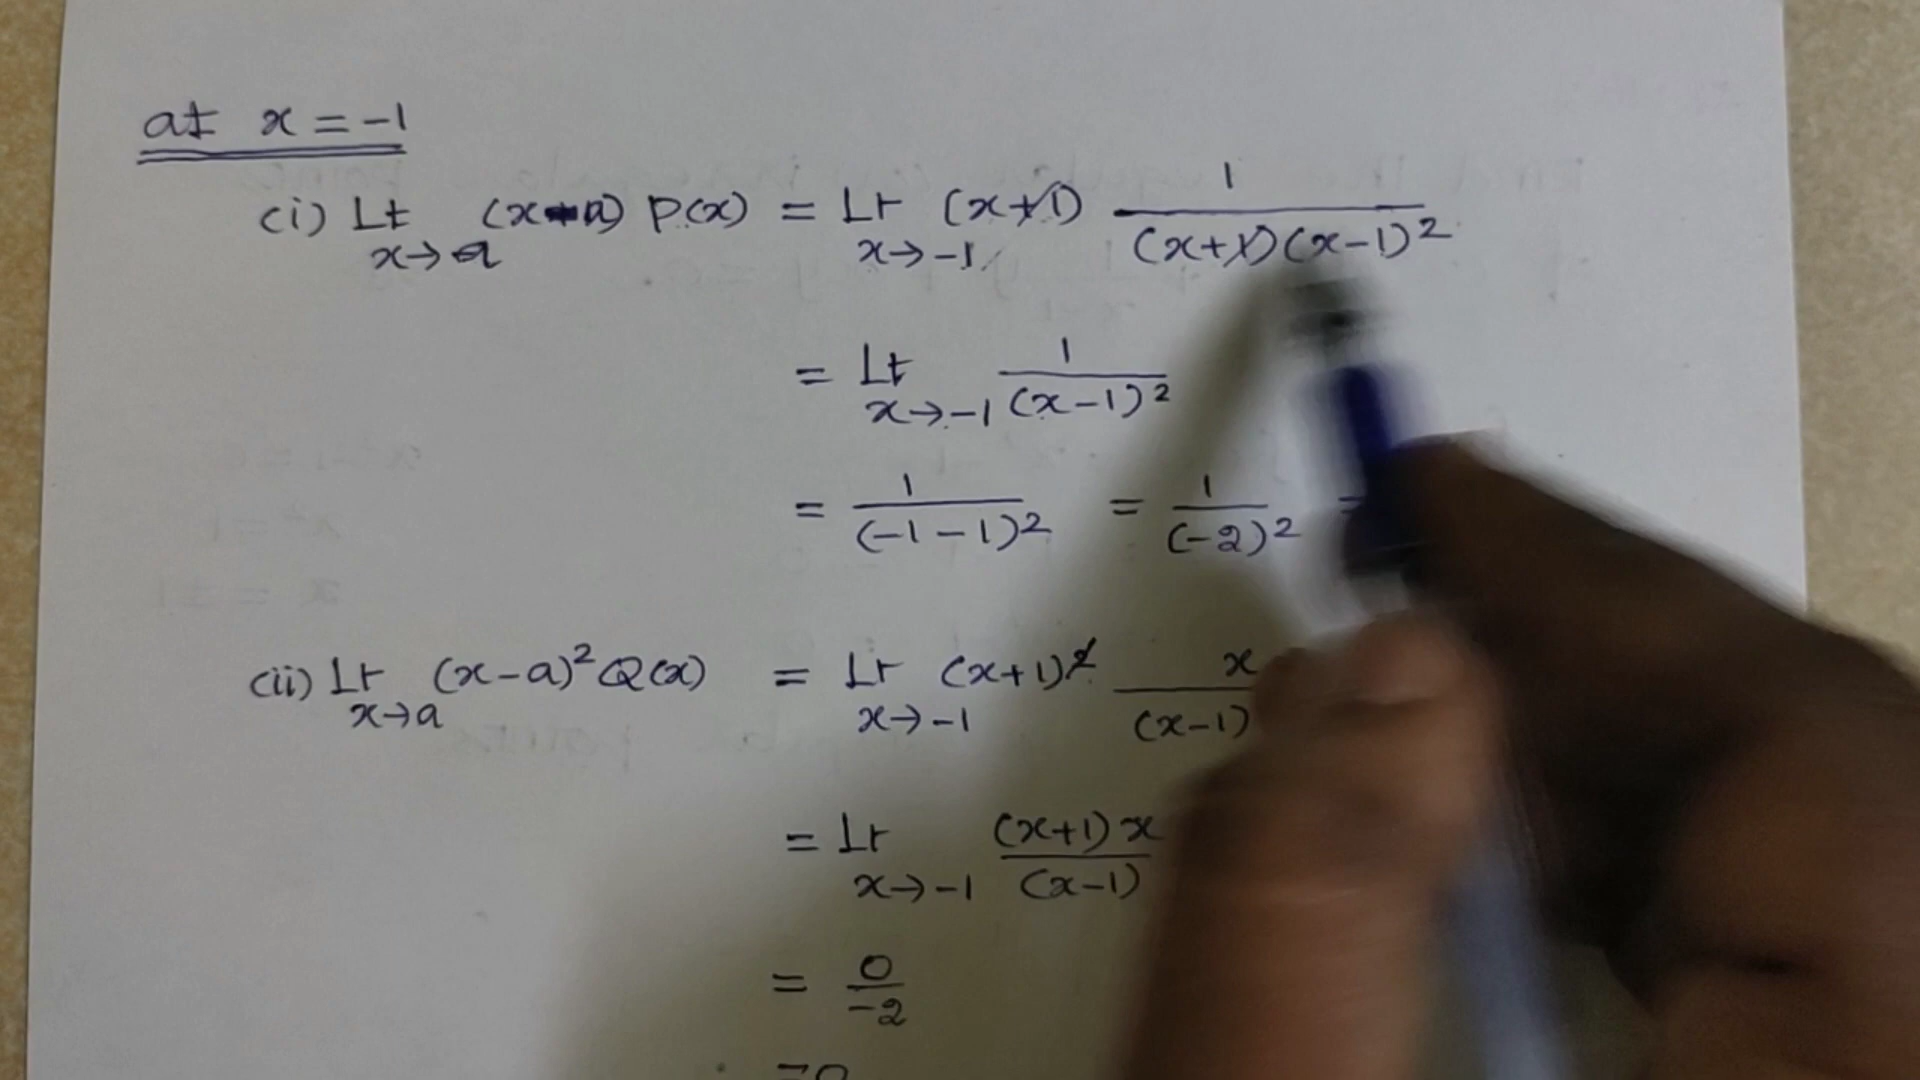 at x = -1
(i) Lt (x-a) P(x) = Lt (x+1) 1/(x+1)(x-1)²
x→a x→-1
= Lt 1/(x-1)²
x→-1
= 1/(-1-1)² = 1/(-2)² =
(ii) Lt (x-a)² Q(x) = Lt (x+1)² x/(x-1)
x→a x→-1
= Lt (x+1)x/(x-1)
x→-1
= 0/-2
=0